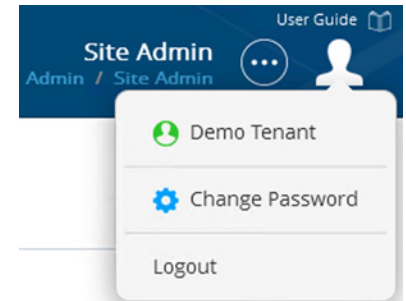 User Guide
Site Admin
Admin / Site Admin
Demo Tenant
Change Password
Logout